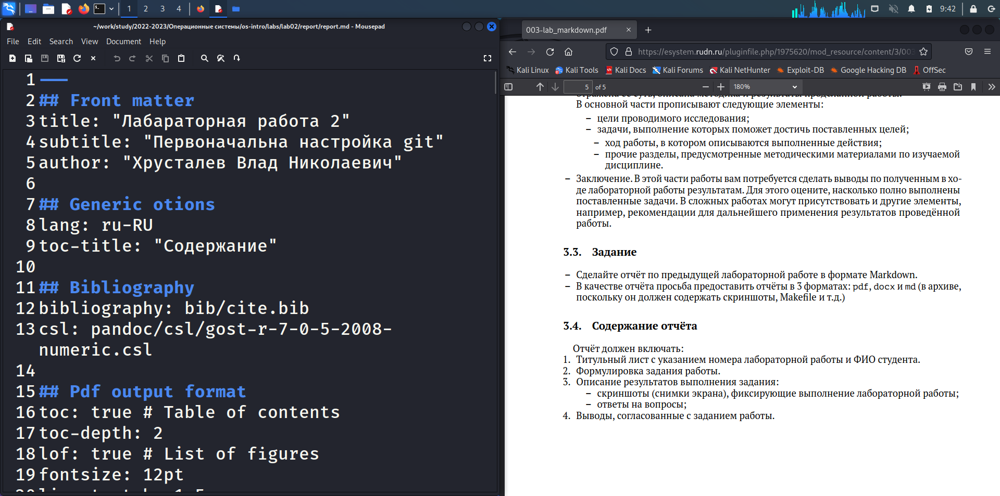 1 2 3 4
9:42
~/work/study/2022-2023/Операционные системы/os-intro/labs/lab02/report/report.md - Mousepad
File Edit Search View Document Help
1 ---
2 ## Front matter
3 title: "Лабараторная работа 2"
4 subtitle: "Первоначальна настройка git"
5 author: "Хрусталев Влад Николаевич"
6
7 ## Generic otions
8 lang: ru-RU
9 toc-title: "Содержание"
10
11 ## Bibliography
12 bibliography: bib/cite.bib
13 csl: pandoc/csl/gost-r-7-0-5-2008-
numeric.csl
14
15 ## Pdf output format
16 toc: true # Table of contents
17 toc-depth: 2
18 lof: true # List of figures
19 fontsize: 12pt
003-lab_markdown.pdf
https://esystem.rudn.ru/pluginfile.php/1975620/mod_resource/content/3/003
Kali Linux Kali Tools Kali Docs Kali Forums Kali NetHunter Exploit-DB Google Hacking DB OffSec
5 of 5 180%
отражена её суть, описана методика и результаты проделанной работы.
В основной части прописывают следующие элементы:
– цели проводимого исследования;
– задачи, выполнение которых поможет достичь поставленных целей;
– ход работы, в котором описываются выполненные действия;
– прочие разделы, предусмотренные методическими материалами по изучаемой
дисциплине.
– Заключение. В этой части работы вам потребуется сделать выводы по полученным в хо-
де лабораторной работы результатам. Для этого оцените, насколько полно выполнены
поставленные задачи. В сложных работах могут присутствовать и другие элементы,
например, рекомендации для дальнейшего применения результатов проведённой
работы.
3.3. Задание
– Сделайте отчёт по предыдущей лабораторной работе в формате Markdown.
– В качестве отчёта просьба предоставить отчёты в 3 форматах: pdf, docx и md (в архиве,
поскольку он должен содержать скриншоты, Makefile и т.д.)
3.4. Содержание отчёта
Отчёт должен включать:
1. Титульный лист с указанием номера лабораторной работы и ФИО студента.
2. Формулировка задания работы.
3. Описание результатов выполнения задания:
– скриншоты (снимки экрана), фиксирующие выполнение лабораторной работы;
– ответы на вопросы;
4. Выводы, согласованные с заданием работы.